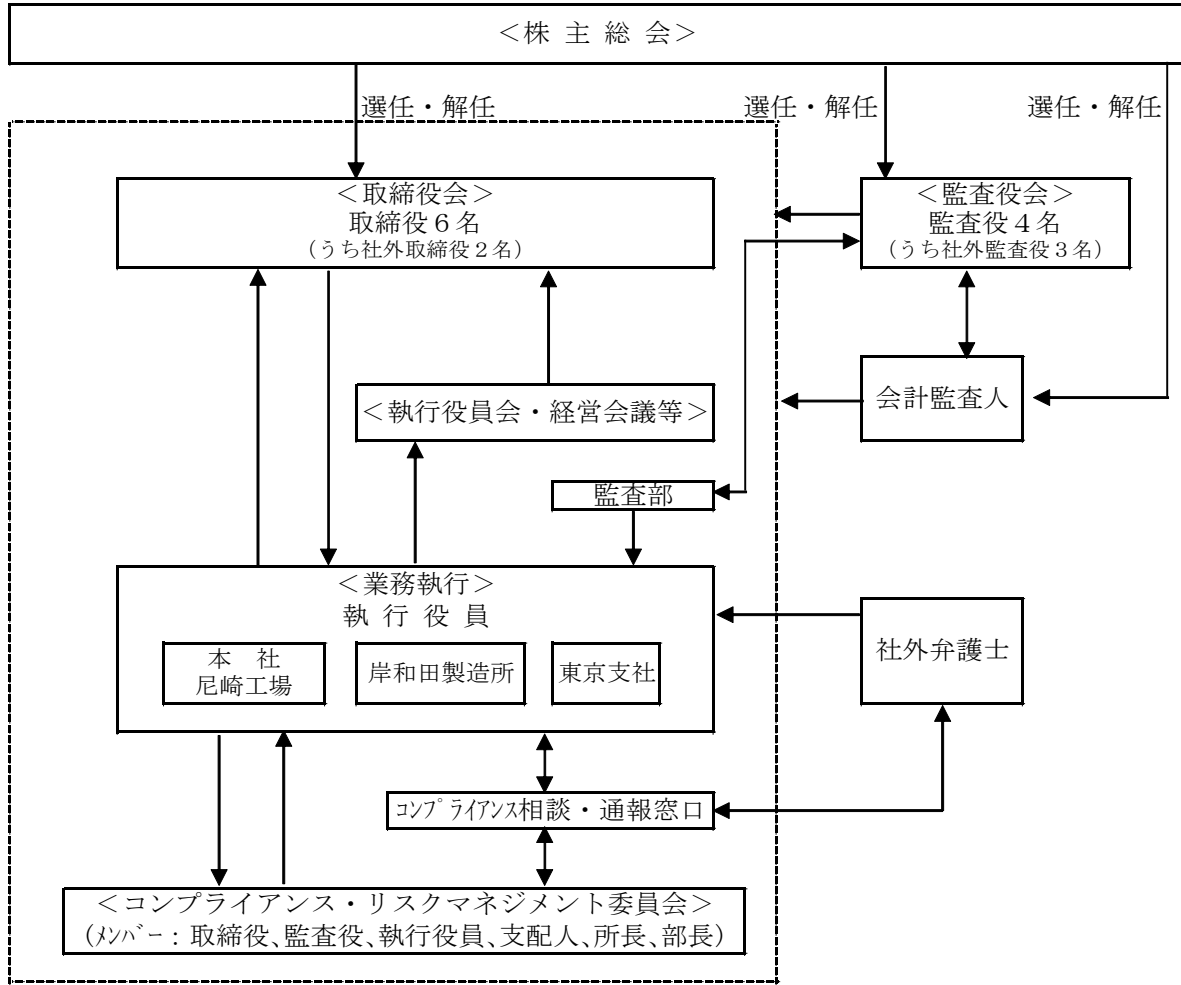 ＜株 主 総 会＞
選任・解任
選任・解任
選任・解任
＜取締役会＞
取締役６名
（うち社外取締役２名）
＜監査役会＞
監査役４名
（うち社外監査役３名）
＜執行役員会・経営会議等＞
会計監査人
監査部
＜業務執行＞
執 行 役 員
本　社
尼崎工場
岸和田製造所
東京支社
社外弁護士
ｺﾝﾌﾟﾗｲｱﾝｽ相談・通報窓口
＜コンプライアンス・リスクマネジメント委員会＞
（ﾒﾝﾊﾞｰ：取締役､監査役､執行役員､支配人､所長､部長）